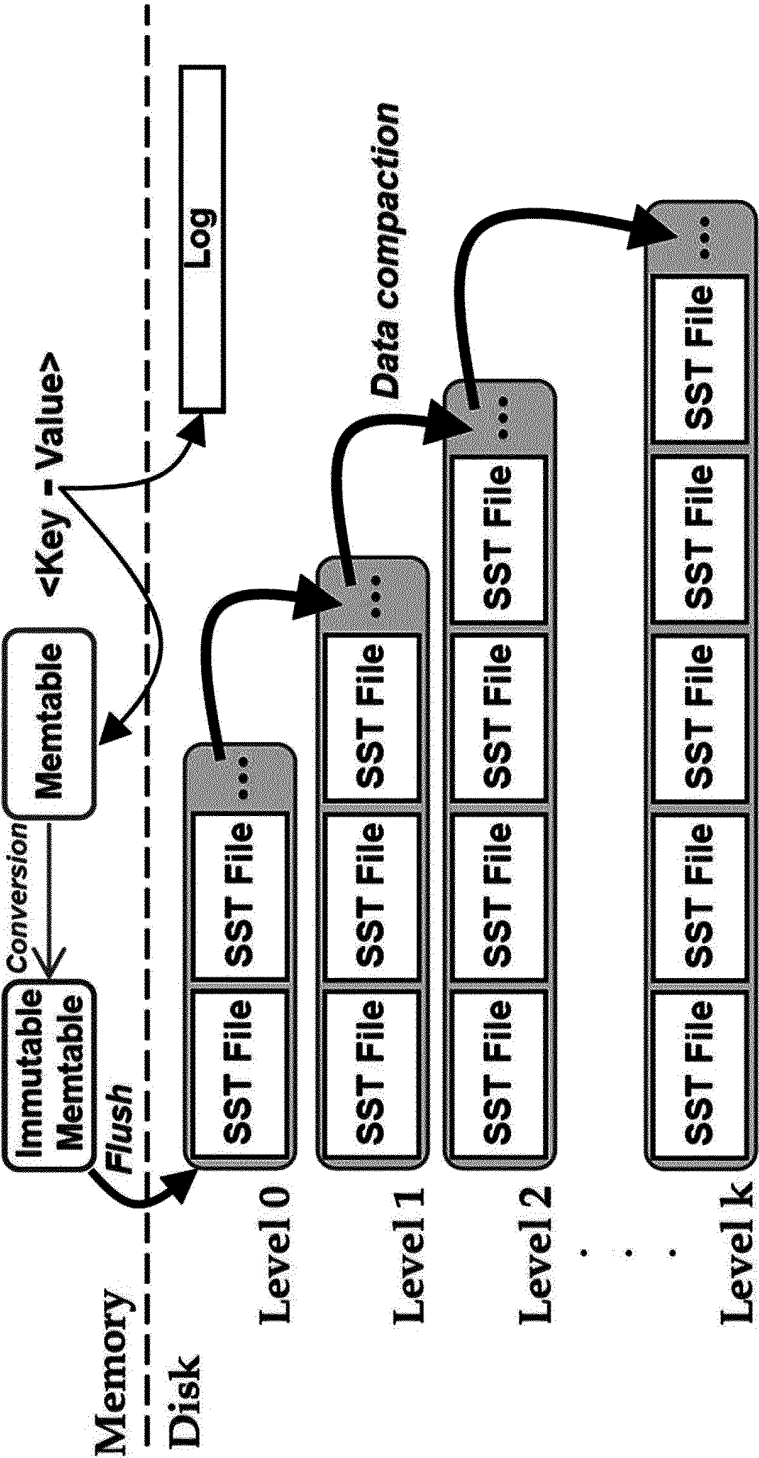 Memory
Immutable
Memtable
Conversion
Memtable
<Key – Value>
Flush
Disk
Log
Level 0
SST File
SST File
...
Level 1
SST File
SST File
SST File
...
Data compaction
Level 2
SST File
SST File
SST File
SST File
...
. . .
Level k
SST File
SST File
SST File
SST File
SST File
...